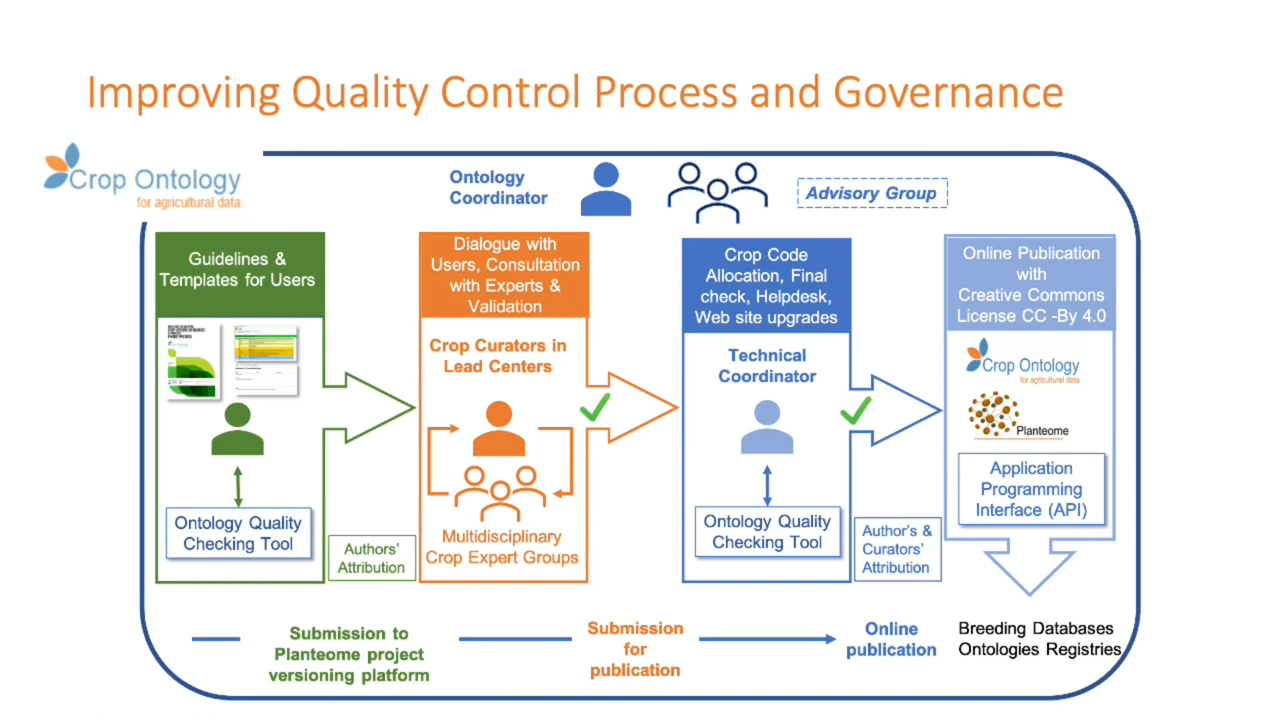 Improving Quality Control Process and Governance
Crop Ontology
for agricultural data
Ontology
Coordinator
Advisory Group
Guidelines &
Templates for Users
Ontology Quality
Checking Tool
Authors'
Attribution
Dialogue with
Users, Consultation
with Experts &
Validation
Crop Curators in
Lead Centers
Multidisciplinary
Crop Expert Groups
Crop Code
Allocation, Final
check, Helpdesk,
Web site upgrades
Technical
Coordinator
Ontology Quality
Checking Tool
Author's &
Curators'
Attribution
Online Publication
with
Creative Commons
License CC -By 4.0
Crop Ontology
for agricultural data
Planteome
Application
Programming
Interface (API)
Submission to
Planteome project
versioning platform
Submission
for
publication
Online
publication
Breeding Databases
Ontologies Registries